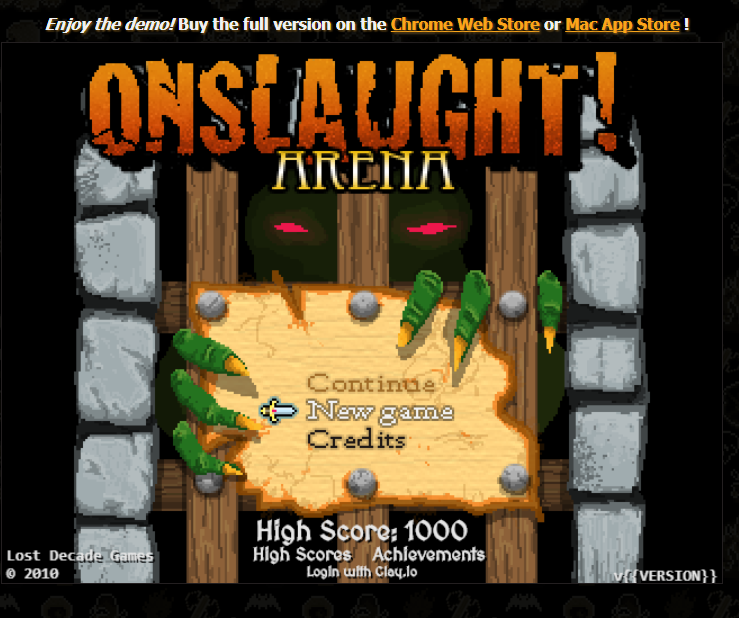 Enjoy the demo! Buy the full version on the Chrome Web Store or Mac App Store !
ONSLAUGHT!
ARENA
Continue
New game
Credits
High Score: 1000
High Scores Achievements
Login with Clay.io
Lost Decade Games
© 2010
v{{VERSION}}